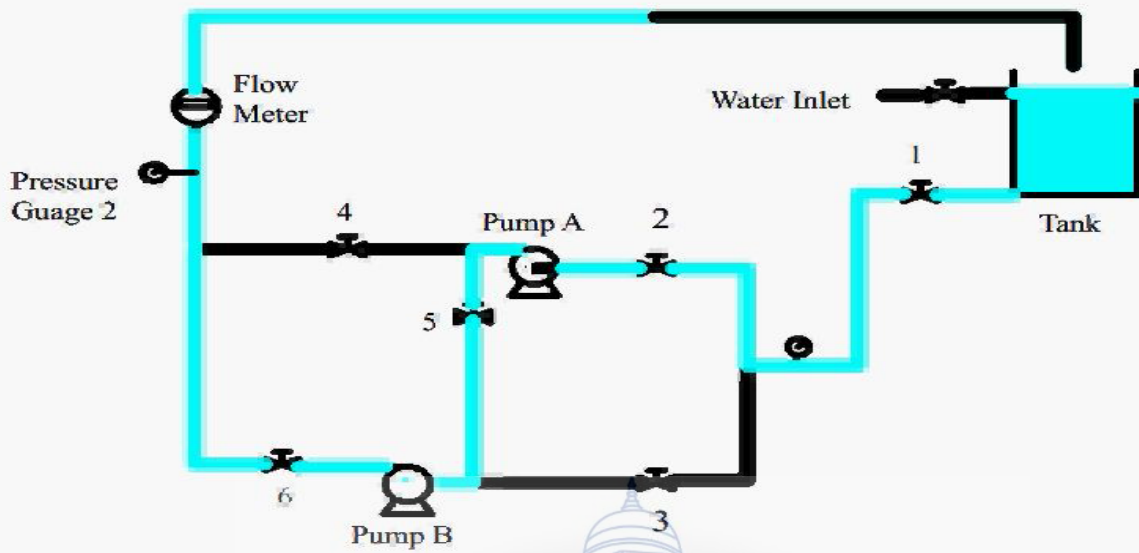 Flow
Meter
Water Inlet
1
Pressure
Guage 2
4
Pump A
2
Tank
5
6
3
Pump B